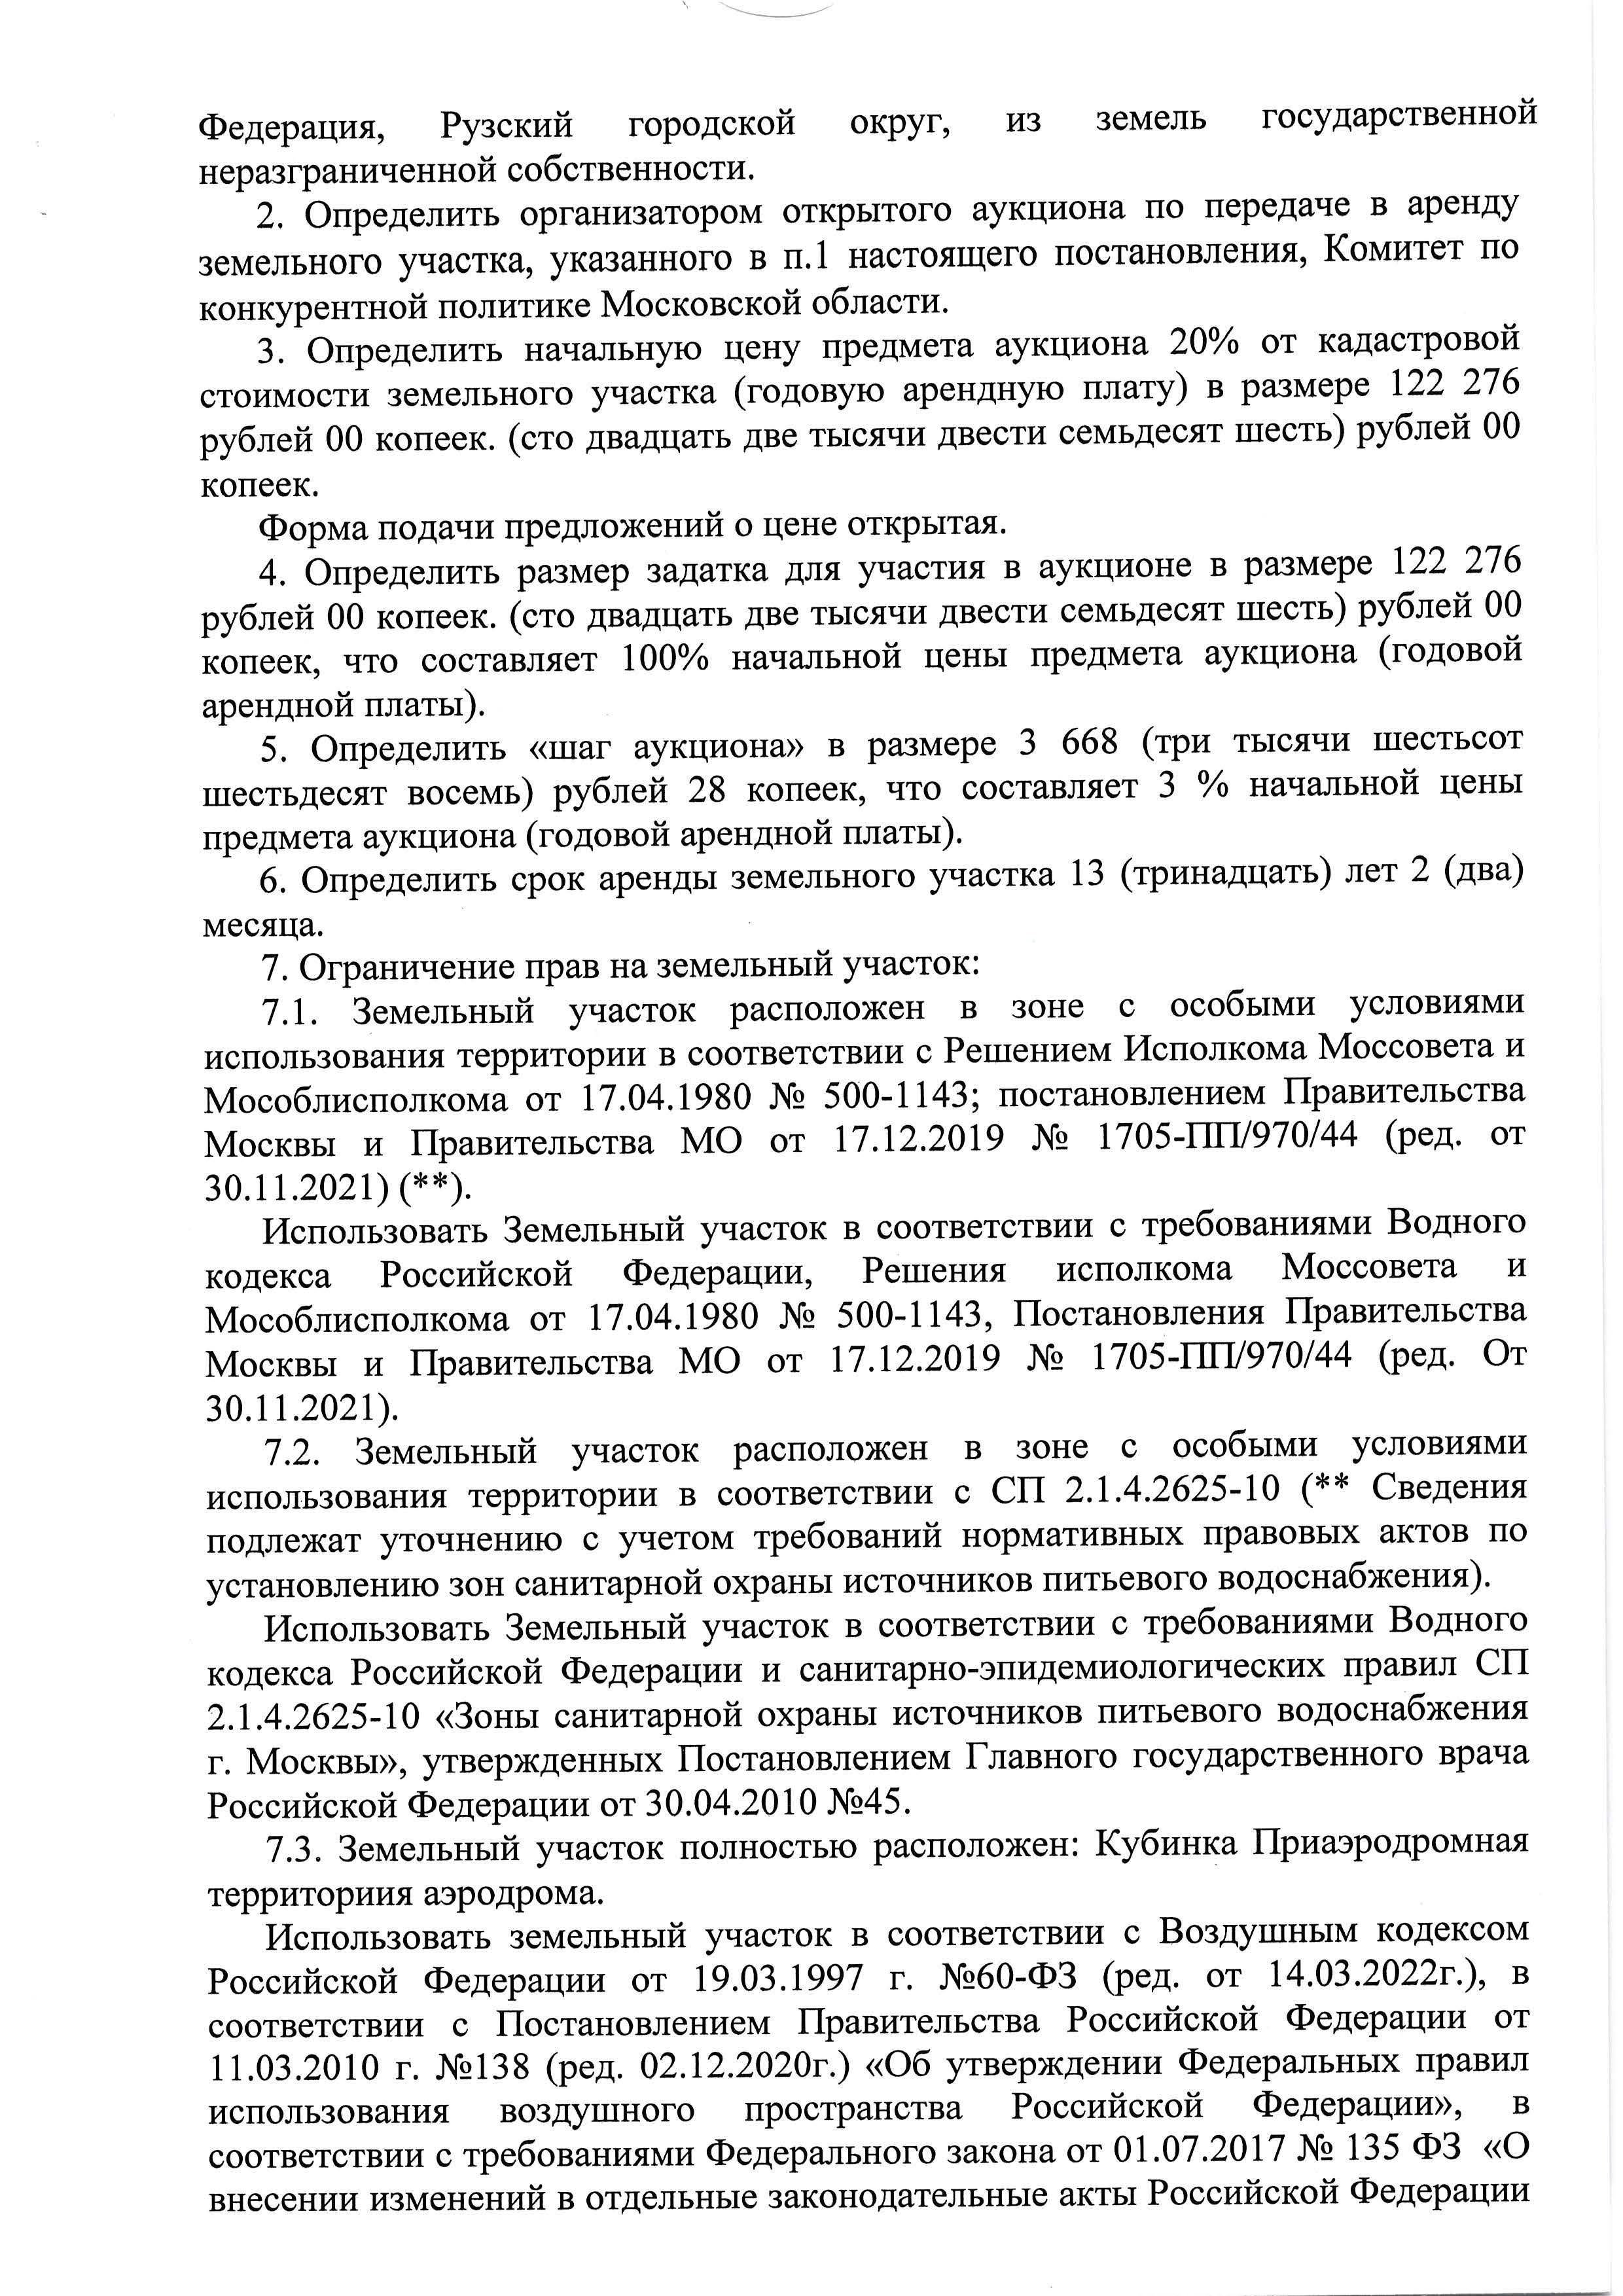 Федерация, Рузский городской округ, из земель государственной
неразграниченной собственности.
2. Определить организатором открытого аукциона по передаче в аренду
земельного участка, указанного в п.1 настоящего постановления, Комитет по
конкурентной политике Московской области.
3. Определить начальную цену предмета аукциона 20% от кадастровой
стоимости земельного участка (годовую арендную плату) в размере 122 276
рублей 00 копеек. (сто двадцать две тысячи двести семьдесят шесть) рублей 00
копеек.
Форма подачи предложений о цене открытая.
4. Определить размер задатка для участия в аукционе в размере 122 276
рублей 00 копеек. (сто двадцать две тысячи двести семьдесят шесть) рублей 00
копеек, что составляет 100% начальной цены предмета аукциона (годовой
арендной платы).
5. Определить «шаг аукциона» в размере 3 668 (три тысячи шестьсот
шестьдесят восемь) рублей 28 копеек, что составляет 3 % начальной цены
предмета аукциона (годовой арендной платы).
6. Определить срок аренды земельного участка 13 (тринадцать) лет 2 (два)
месяца.
7. Ограничение прав на земельный участок:
7.1. Земельный участок расположен в зоне с особыми условиями
использования территории в соответствии с Решением Исполкома Моссовета и
Мособлисполкома от 17.04.1980 № 500-1143; постановлением Правительства
Москвы и Правительства МО от 17.12.2019 № 1705-ПП/970/44 (ред. от
30.11.2021) (**).
Использовать Земельный участок в соответствии с требованиями Водного
кодекса Российской Федерации, Решения исполкома Моссовета и
Мособлисполкома от 17.04.1980 № 500-1143, Постановления Правительства
Москвы и Правительства МО от 17.12.2019 № 1705-ПП/970/44 (ред. От
30.11.2021).
7.2. Земельный участок расположен в зоне с особыми условиями
использования территории в соответствии с СП 2.1.4.2625-10 (** Сведения
подлежат уточнению с учетом требований нормативных правовых актов по
установлению зон санитарной охраны источников питьевого водоснабжения).
Использовать Земельный участок в соответствии с требованиями Водного
кодекса Российской Федерации и санитарно-эпидемиологических правил СП
2.1.4.2625-10 «Зоны санитарной охраны источников питьевого водоснабжения
г. Москвы», утвержденных Постановлением Главного государственного врача
Российской Федерации от 30.04.2010 №45.
7.3. Земельный участок полностью расположен: Кубинка Приаэродромная
территориия аэродрома.
Использовать земельный участок в соответствии с Воздушным кодексом
Российской Федерации от 19.03.1997 г. №60-ФЗ (ред. от 14.03.2022г.), в
соответствии с Постановлением Правительства Российской Федерации от
11.03.2010 г. №138 (ред. 02.12.2020г.) «Об утверждении Федеральных правил
использования воздушного пространства Российской Федерации», в
соответствии с требованиями Федерального закона от 01.07.2017 № 135 ФЗ «О
внесении изменений в отдельные законодательные акты Российской Федерации